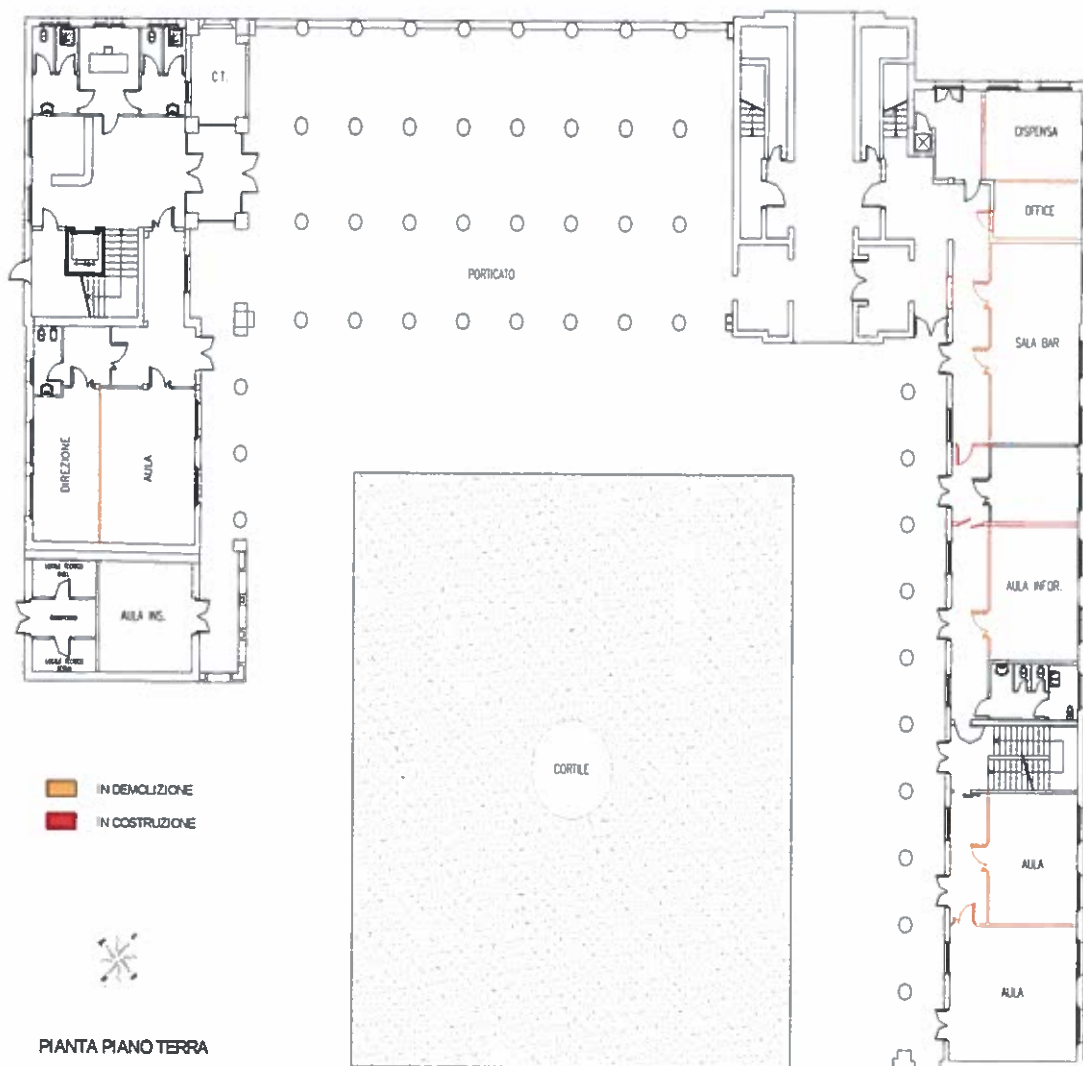 C.T.
DISPENSA
OFFICE
PORTICATO
SALA BAR
DIREZIONE
AULA
AULA INFOR.
AULA INS.
CORTILE
IN DEMOLIZIONE
IN COSTRUZIONE
AULA
AULA
PIANTA PIANO TERRA